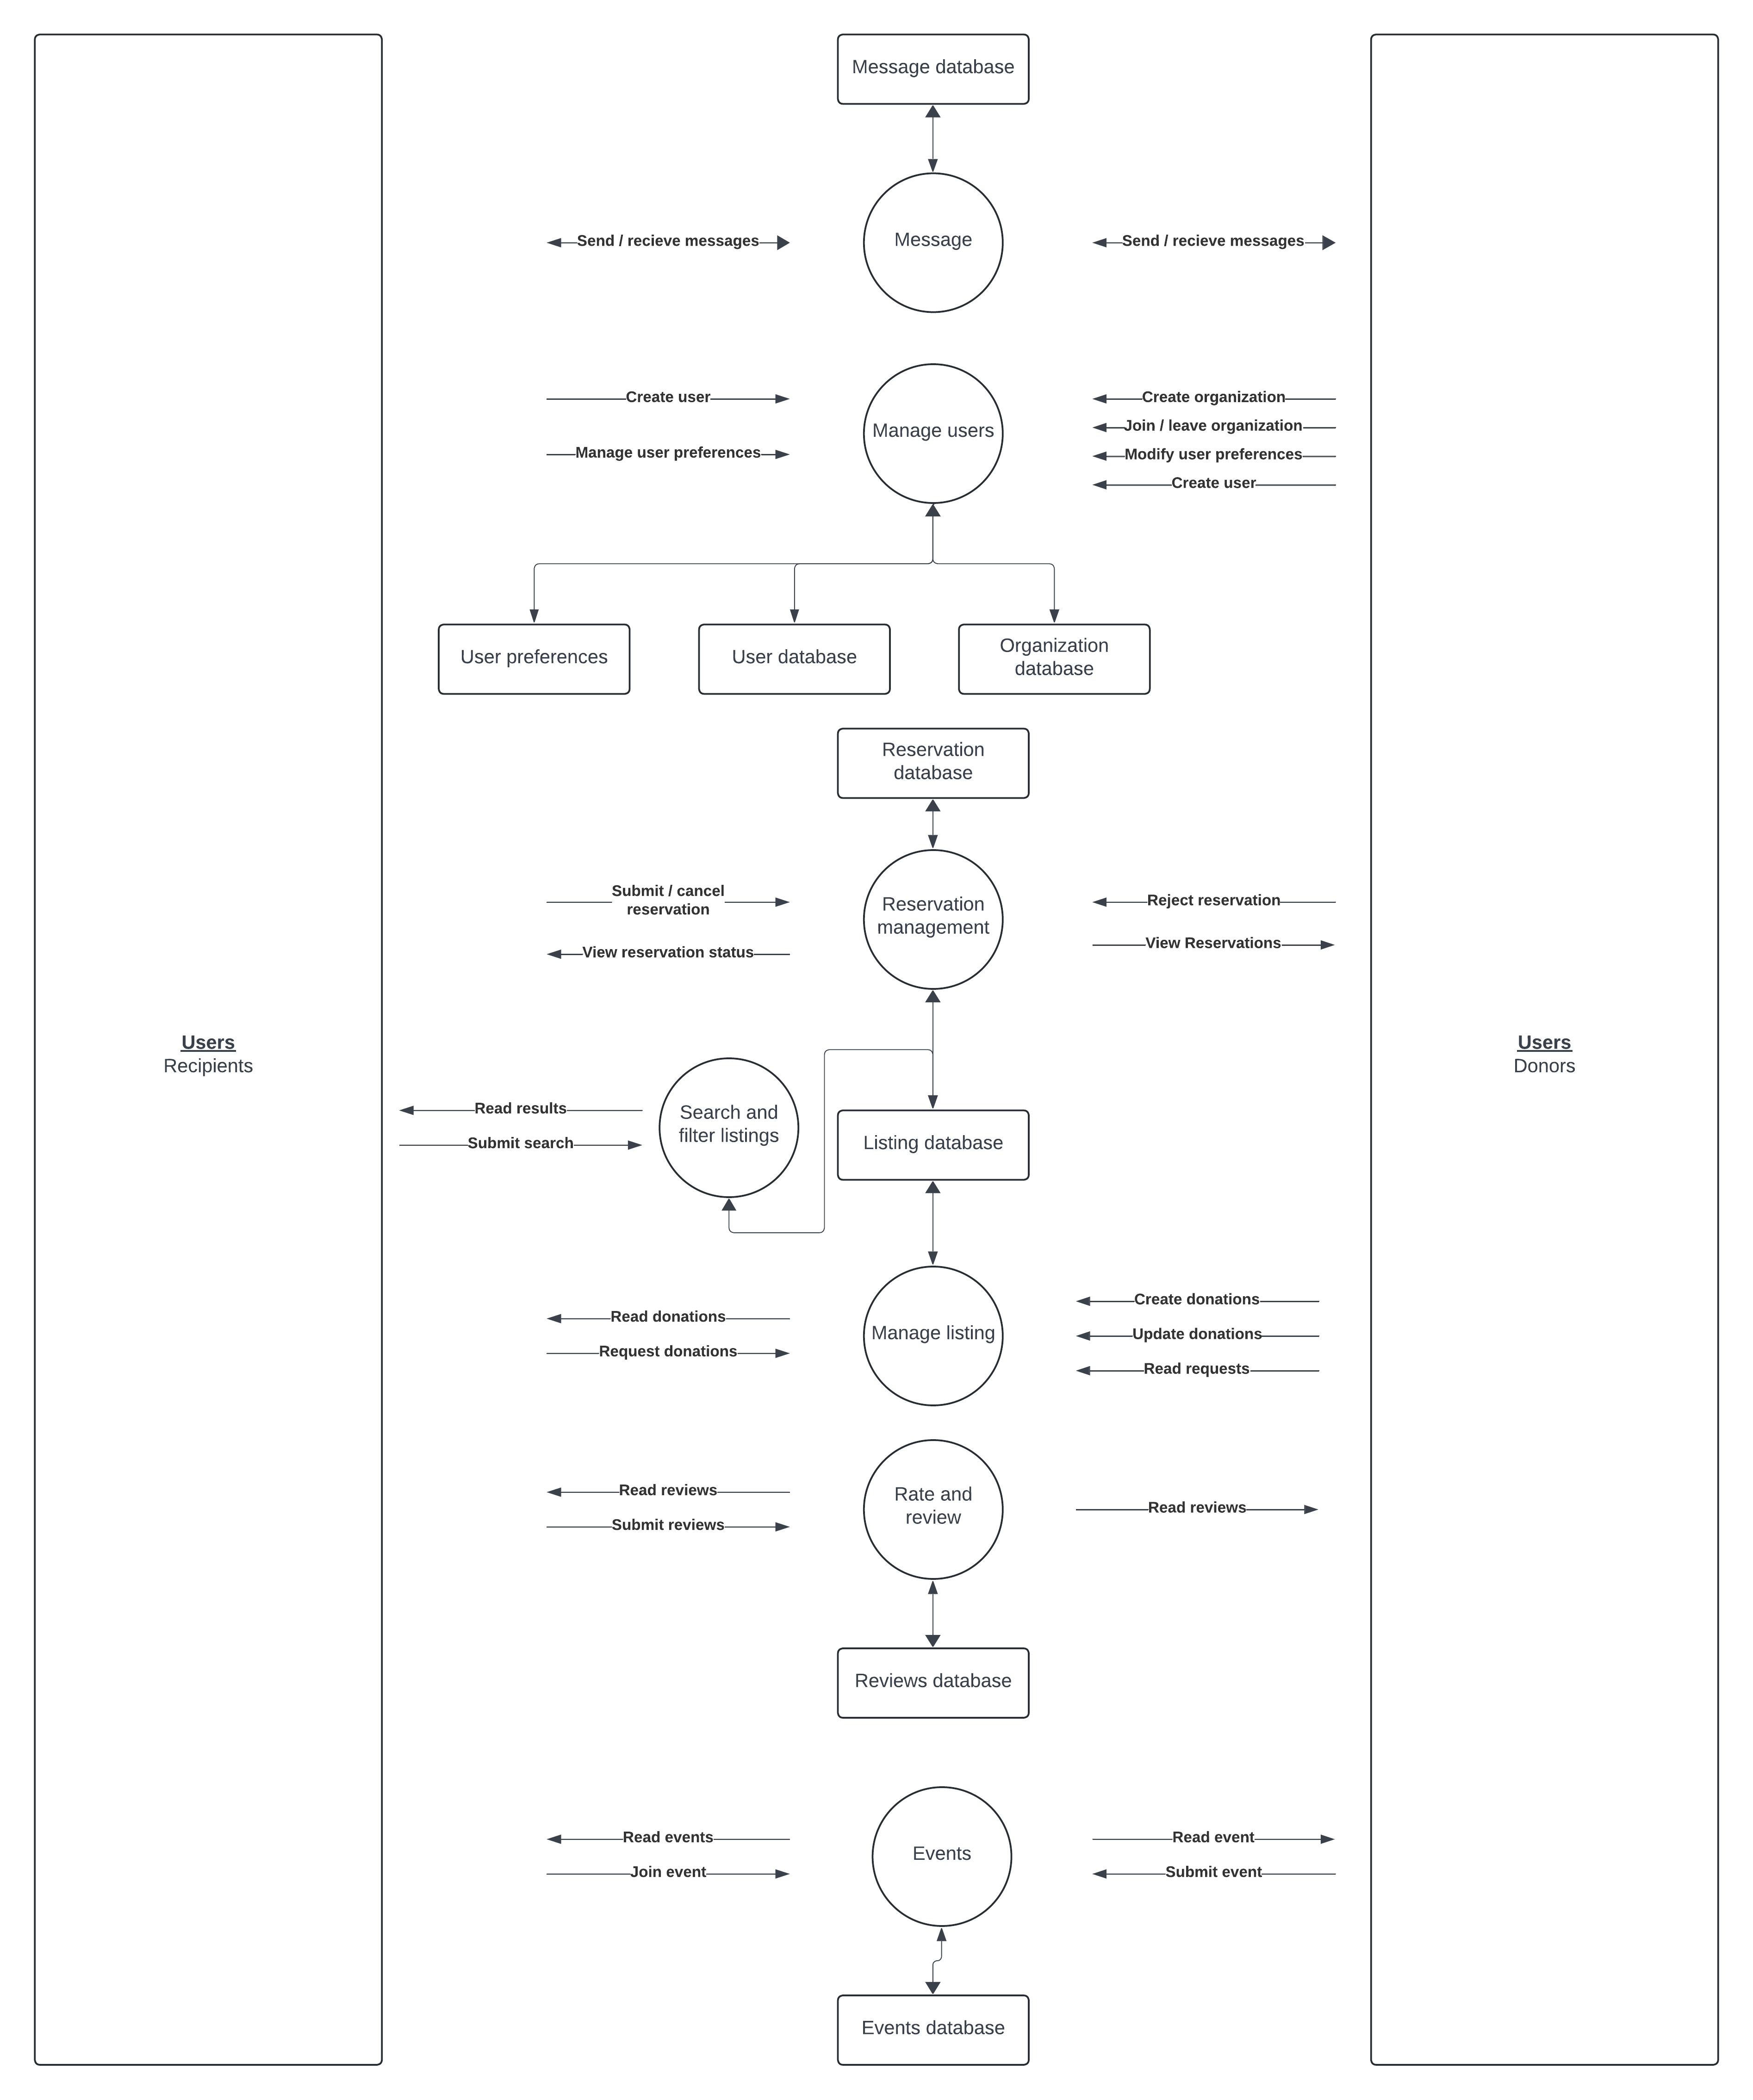 Message database
Send / recieve messages
Message
Send / recieve messages
Create user
Manage user preferences
Manage users
Create organization
Join / leave organization
Modify user preferences
Create user
User preferences
User database
Organization
database
Reservation
database
Submit / cancel
reservation
View reservation status
Reservation
management
Reject reservation
View Reservations
Users
Recipients
Users
Donors
Read results
Submit search
Search and
filter listings
Listing database
Read donations
Request donations
Manage listing
Create donations
Update donations
Read requests
Read reviews
Submit reviews
Rate and
review
Read reviews
Reviews database
Read events
Join event
Events
Read event
Submit event
Events database